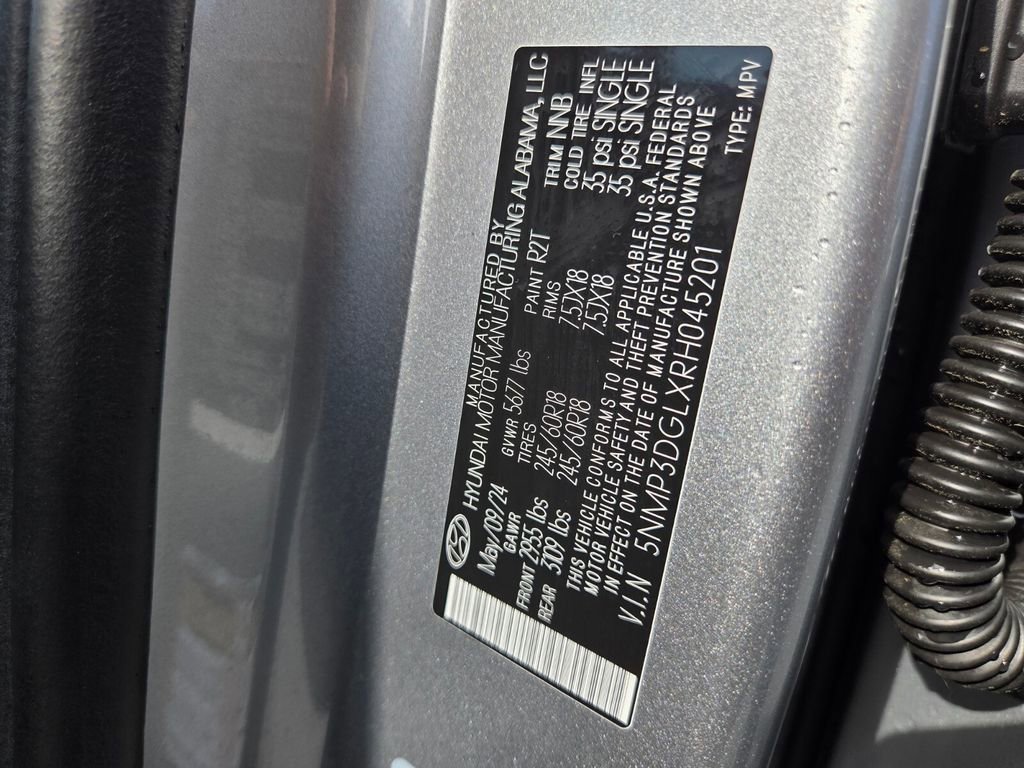 MANUFACTURED BY
HYUNDAI MOTOR MANUFACTURING ALABAMA, LLC
May/09/24 GVWR 5677 lbs PAINT R2T TRIM NNB
GAWR TIRES RIMS COLD TIRE INFL
FRONT 2955 lbs 245/60R18 7.5JX18 35 psi SINGLE
REAR 3109 lbs 245/60R18 7.5JX18 35 psi SINGLE
THIS VEHICLE CONFORMS TO ALL APPLICABLE U.S.A. FEDERAL
MOTOR VEHICLE SAFETY AND THEFT PREVENTION STANDARDS
IN EFFECT ON THE DATE OF MANUFACTURE SHOWN ABOVE
V.I.N 5NMP3DGLXRH045201 TYPE: MPV